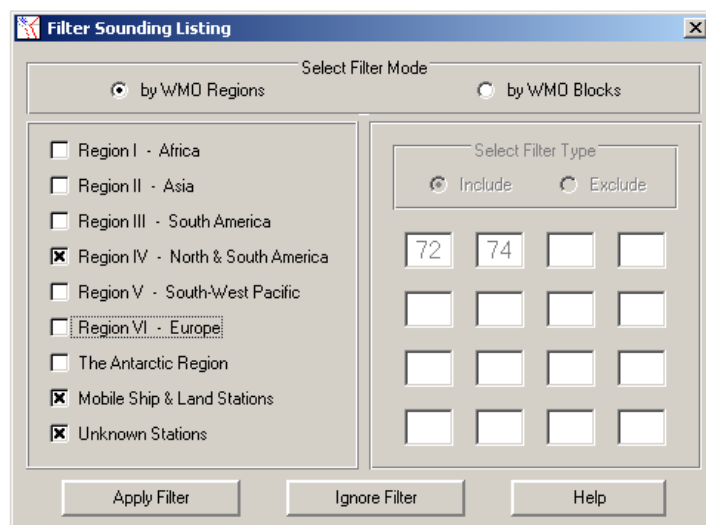 Filter Sounding Listing
Select Filter Mode
by WMO Regions
by WMO Blocks
Region I - Africa
Region II - Asia
Region III - South America
Region IV - North & South America
Region V - South-West Pacific
Region VI - Europe
The Antarctic Region
Mobile Ship & Land Stations
Unknown Stations
Select Filter Type
Include
Exclude
72 74
Apply Filter
Ignore Filter
Help